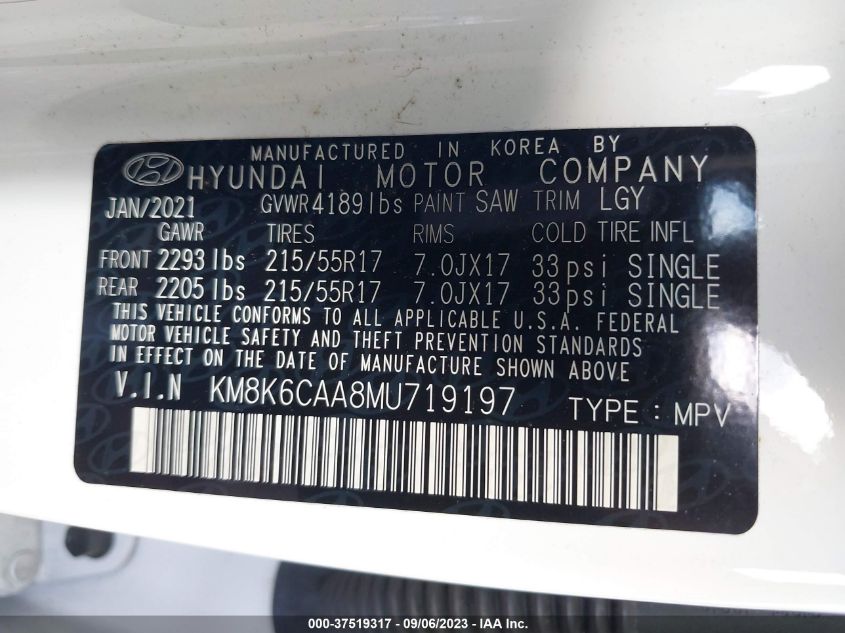 MANUFACTURED IN KOREA BY
HYUNDAI MOTOR COMPANY
JAN/2021 GVWR4189lbs PAINT SAW TRIM LGY
GAWR TIRES RIMS COLD TIRE INFL
FRONT 2293 lbs 215/55R17 7.0JX17 33psi SINGLE
REAR 2205 lbs 215/55R17 7.0JX17 33psi SINGLE
THIS VEHICLE CONFORMS TO ALL APPLICABLE U.S.A. FEDERAL
MOTOR VEHICLE SAFETY AND THEFT PREVENTION STANDARDS
IN EFFECT ON THE DATE OF MANUFACTURE SHOWN ABOVE
V.I.N KM8K6CAA8MU719197 TYPE : MPV
000-37519317 - 09/06/2023 - IAA Inc.